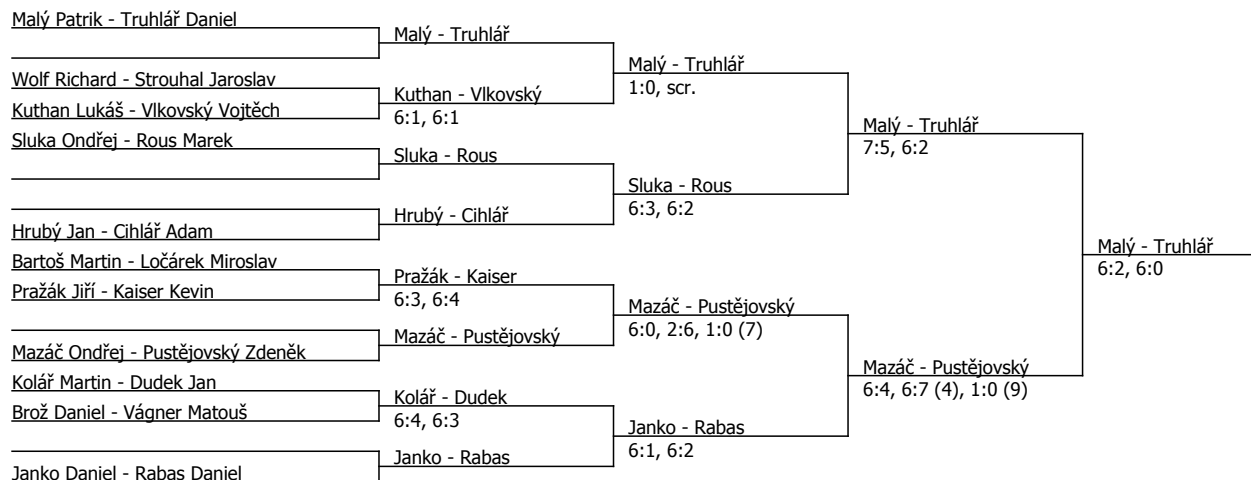 Malý Patrik - Truhlář Daniel
Wolf Richard - Strouhal Jaroslav
Kuthan Lukáš - Vlkovský Vojtěch
Sluka Ondřej - Rous Marek
Hrubý Jan - Cihlář Adam
Bartoš Martin - Ločárek Miroslav
Pražák Jiří - Kaiser Kevin
Mazáč Ondřej - Pustějovský Zdeněk
Kolář Martin - Dudek Jan
Brož Daniel - Vágner Matouš
Janko Daniel - Rabas Daniel
Malý - Truhlář
Kuthan - Vlkovský
6:1, 6:1
Sluka - Rous
Hrubý - Cihlář
Pražák - Kaiser
6:3, 6:4
Mazáč - Pustějovský
Kolář - Dudek
6:4, 6:3
Janko - Rabas
Malý - Truhlář
1:0, scr.
Sluka - Rous
6:3, 6:2
Mazáč - Pustějovský
6:0, 2:6, 1:0 (7)
Janko - Rabas
6:1, 6:2
Malý - Truhlář
7:5, 6:2
Mazáč - Pustějovský
6:4, 6:7 (4), 1:0 (9)
Malý - Truhlář
6:2, 6:0